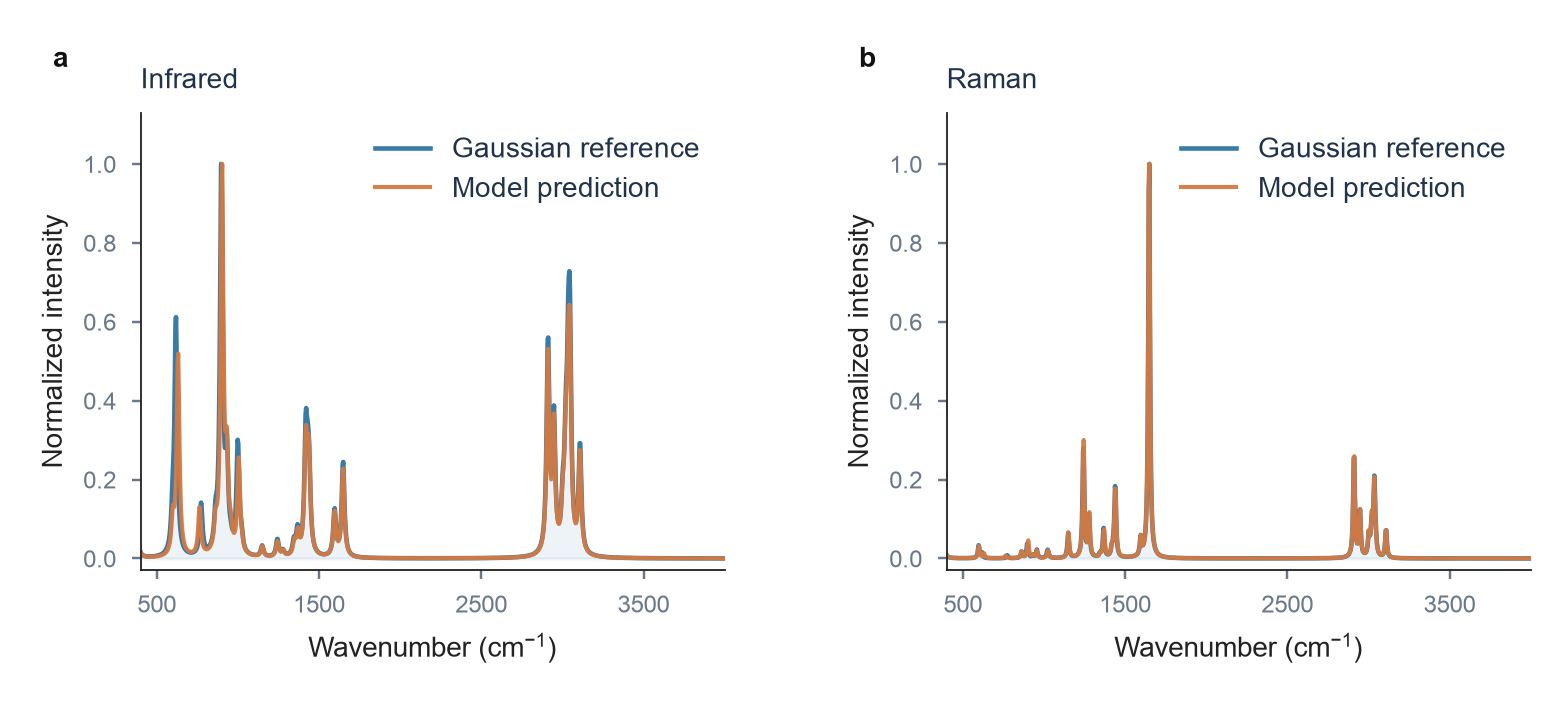 a
Infrared
Gaussian reference
Model prediction
1.0
0.8
0.6
0.4
0.2
0.0
Normalized intensity
500 1500 2500 3500
Wavenumber (cm⁻¹)
b
Raman
Gaussian reference
Model prediction
1.0
0.8
0.6
0.4
0.2
0.0
Normalized intensity
500 1500 2500 3500
Wavenumber (cm⁻¹)